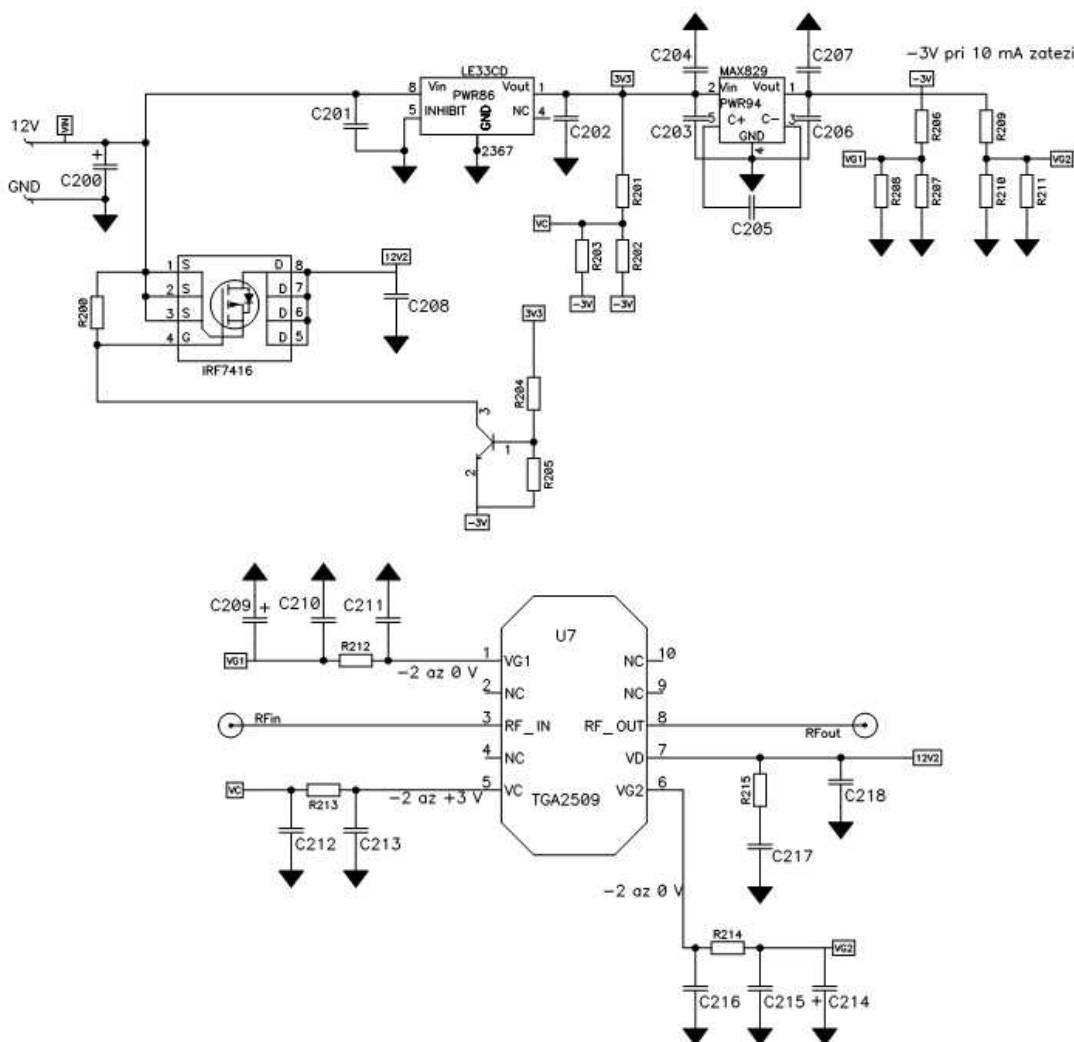 C204
C207
-3V pri 10 mA zatezi
LE33CD
MAX829
3V3
-3V
8 Vin Vout 1
PWR86
5 INHIBIT GND NC 4
2367
C201
C202
2 Vin Vout 1
PWR94
5 C+ C- 3
GND
4
C203
C206
C205
R206
R209
VG1
VG2
R208
R207
R210
R211
12V
VIN
+
C200
GND
R201
VC
R203
R202
-3V
-3V
1 S D 8
2 S D 7
3 S D 6
4 G D 5
IRF7416
R200
12V2
C208
3V3
R204
3
1
2
R205
-3V
C209 +
C210
C211
VG1
R212
-2 az 0 V
U7
1 VG1 NC 10
2 NC NC 9
RFin
3 RF_IN RF_OUT 8
RFout
4 NC VD 7
12V2
5 VC VG2 6
TGA2509
VC
R213
-2 az +3 V
C212
C213
R215
C218
C217
-2 az 0 V
R214
VG2
C216
C215
+ C214